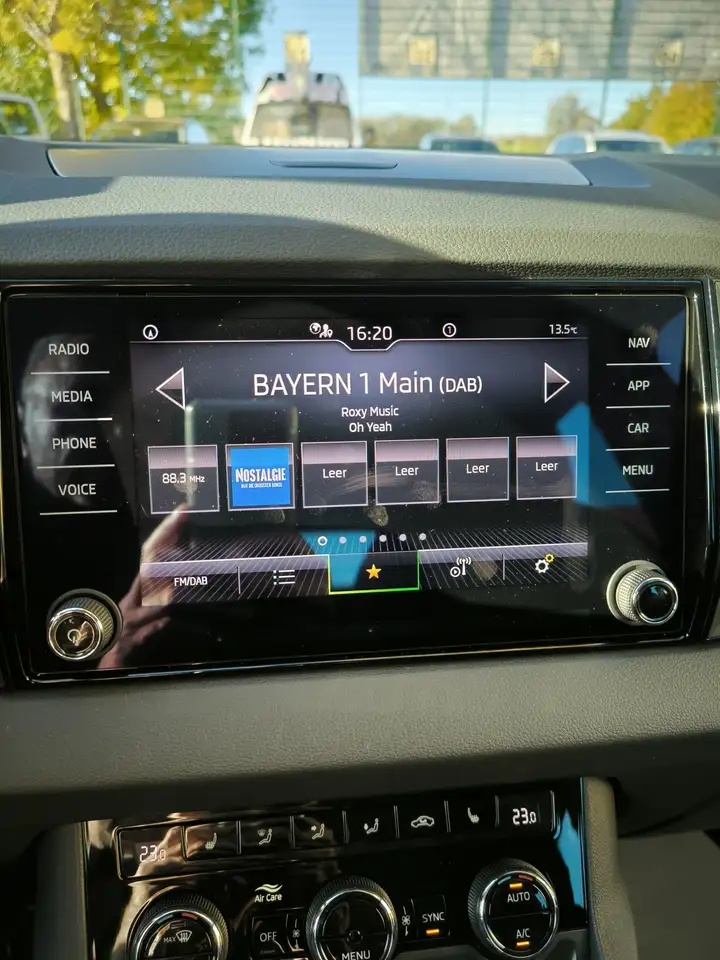 16:20
1
13.5°C
RADIO
MEDIA
PHONE
VOICE
BAYERN 1 Main (DAB)
Roxy Music
Oh Yeah
88.3 MHz
NOSTALGIE
Leer
Leer
Leer
Leer
FM/DAB
NAV
APP
CAR
MENU
23.0
23.0
Air Care
MAX
OFF
MENU
SYNC
AUTO
A/C